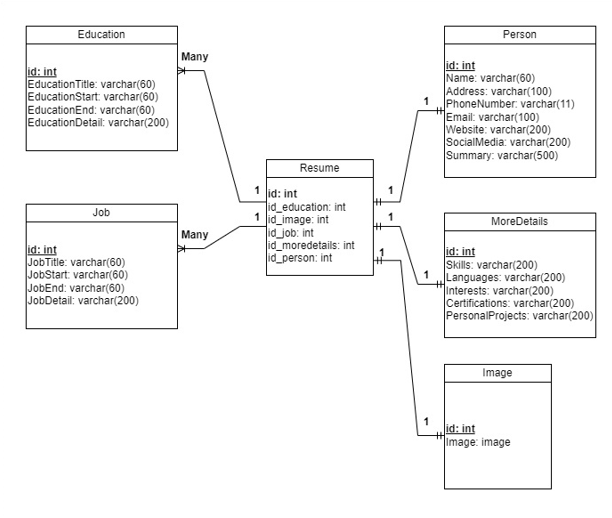 Education
id: int
EducationTitle: varchar(60)
EducationStart: varchar(60)
EducationEnd: varchar(60)
EducationDetail: varchar(200)
Many
1
Job
id: int
JobTitle: varchar(60)
JobStart: varchar(60)
JobEnd: varchar(60)
JobDetail: varchar(200)
Many
1
Resume
id: int
id_education: int
id_image: int
id_job: int
id_moredetails: int
id_person: int
1
1
1
Person
id: int
Name: varchar(60)
Address: varchar(100)
PhoneNumber: varchar(11)
Email: varchar(100)
Website: varchar(200)
SocialMedia: varchar(200)
Summary: varchar(500)
1
MoreDetails
id: int
Skills: varchar(200)
Languages: varchar(200)
Interests: varchar(200)
Certifications: varchar(200)
PersonalProjects: varchar(200)
1
Image
id: int
Image: image
1